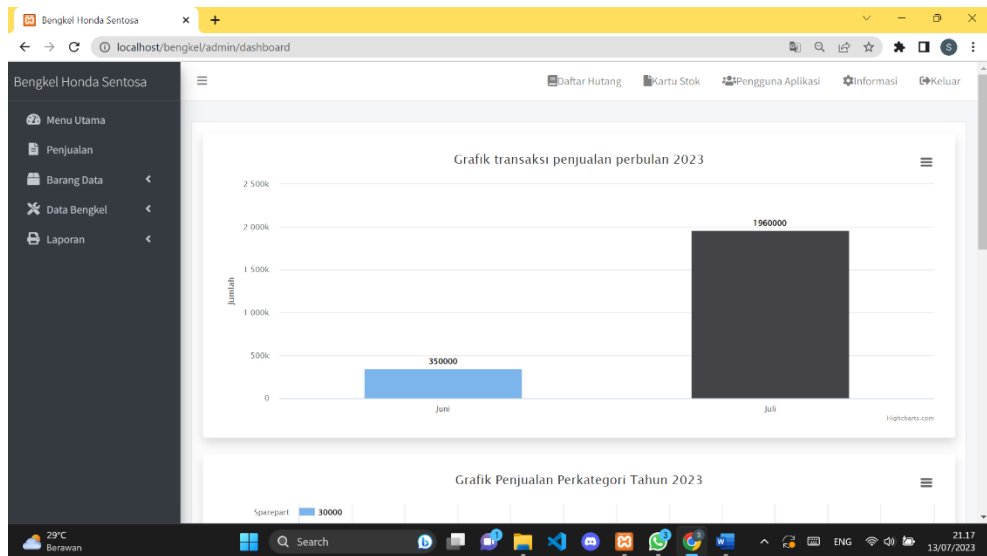 Bengkel Honda Sentosa
localhost/bengkel/admin/dashboard
S
Bengkel Honda Sentosa
Daftar Hutang
Kartu Stok
Pengguna Aplikasi
Informasi
Keluar
Menu Utama
Penjualan
Barang Data
Data Bengkel
Laporan
Grafik transaksi penjualan perbulan 2023
Jumlah
2 500k
2 000k
1 500k
1 000k
500k
0
350000
1960000
Juni
Juli
Highcharts.com
Grafik Penjualan Perkategori Tahun 2023
Sparepart
30000
29°C
Berawan
Search
ENG
21.17
13/07/2023